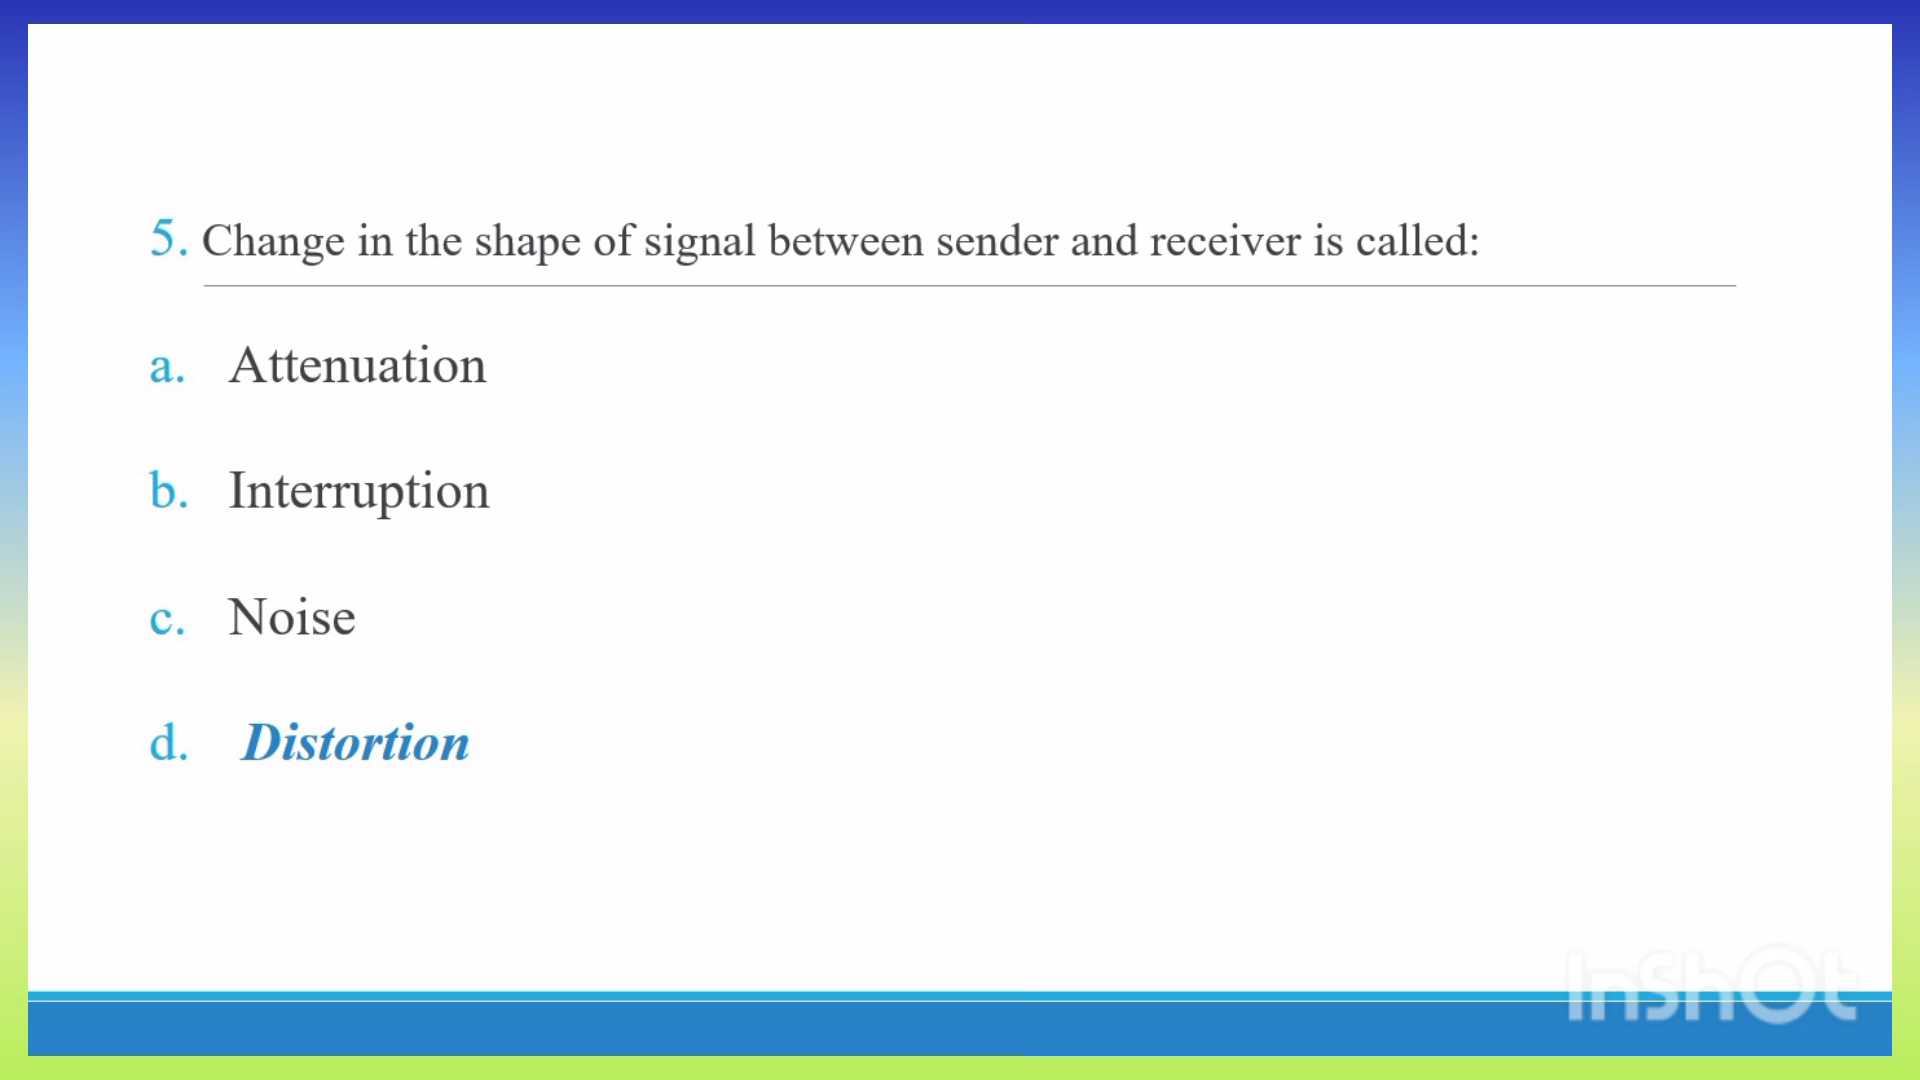 5. Change in the shape of signal between sender and receiver is called:
a. Attenuation
b. Interruption
c. Noise
d. Distortion
InShOt